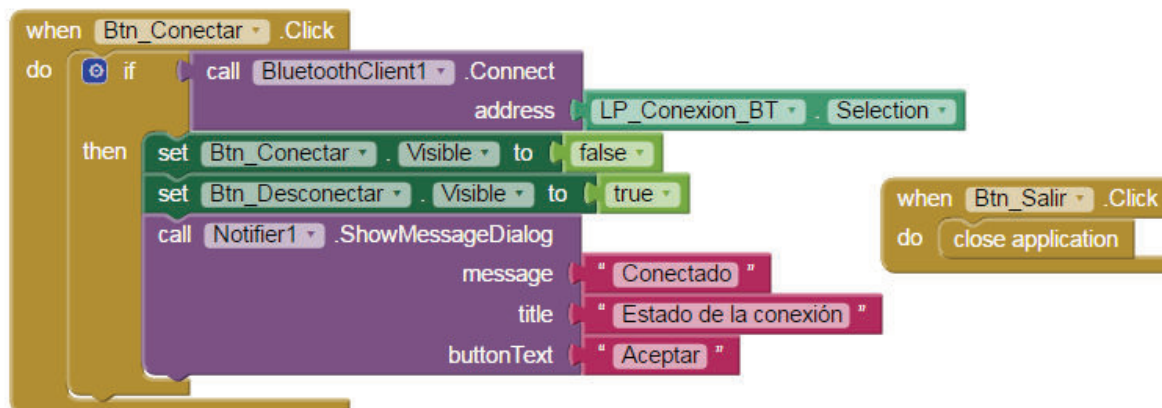 when Btn_Conectar .Click
do if call BluetoothClient1 .Connect
address LP_Conexion_BT . Selection
then set Btn_Conectar . Visible to false
set Btn_Desconectar . Visible to true
call Notifier1 .ShowMessageDialog
message " Conectado "
title " Estado de la conexión "
buttonText " Aceptar "
when Btn_Salir .Click
do close application